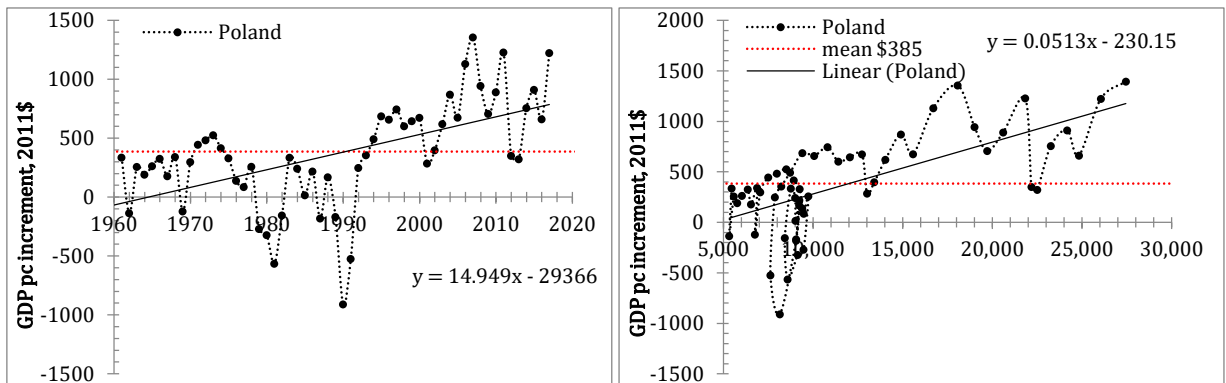 1500
1000
500
0
-500
-1000
-1500
GDP pc increment, 2011$
Poland
1960 1970 1980 1990 2000 2010 2020
y = 14.949x - 29366
2000
1500
1000
500
0
-500
-1000
-1500
GDP pc increment, 2011$
Poland
mean $385
Linear (Poland)
y = 0.0513x - 230.15
5,000 10,000 15,000 20,000 25,000 30,000